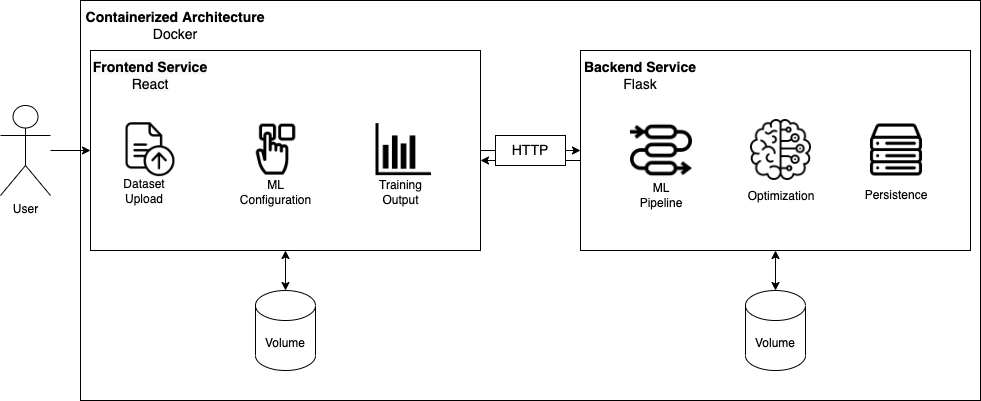 Containerized Architecture
Docker
Frontend Service
React
Dataset
Upload
ML
Configuration
Training
Output
HTTP
Backend Service
Flask
ML
Pipeline
Optimization
Persistence
User
Volume
Volume